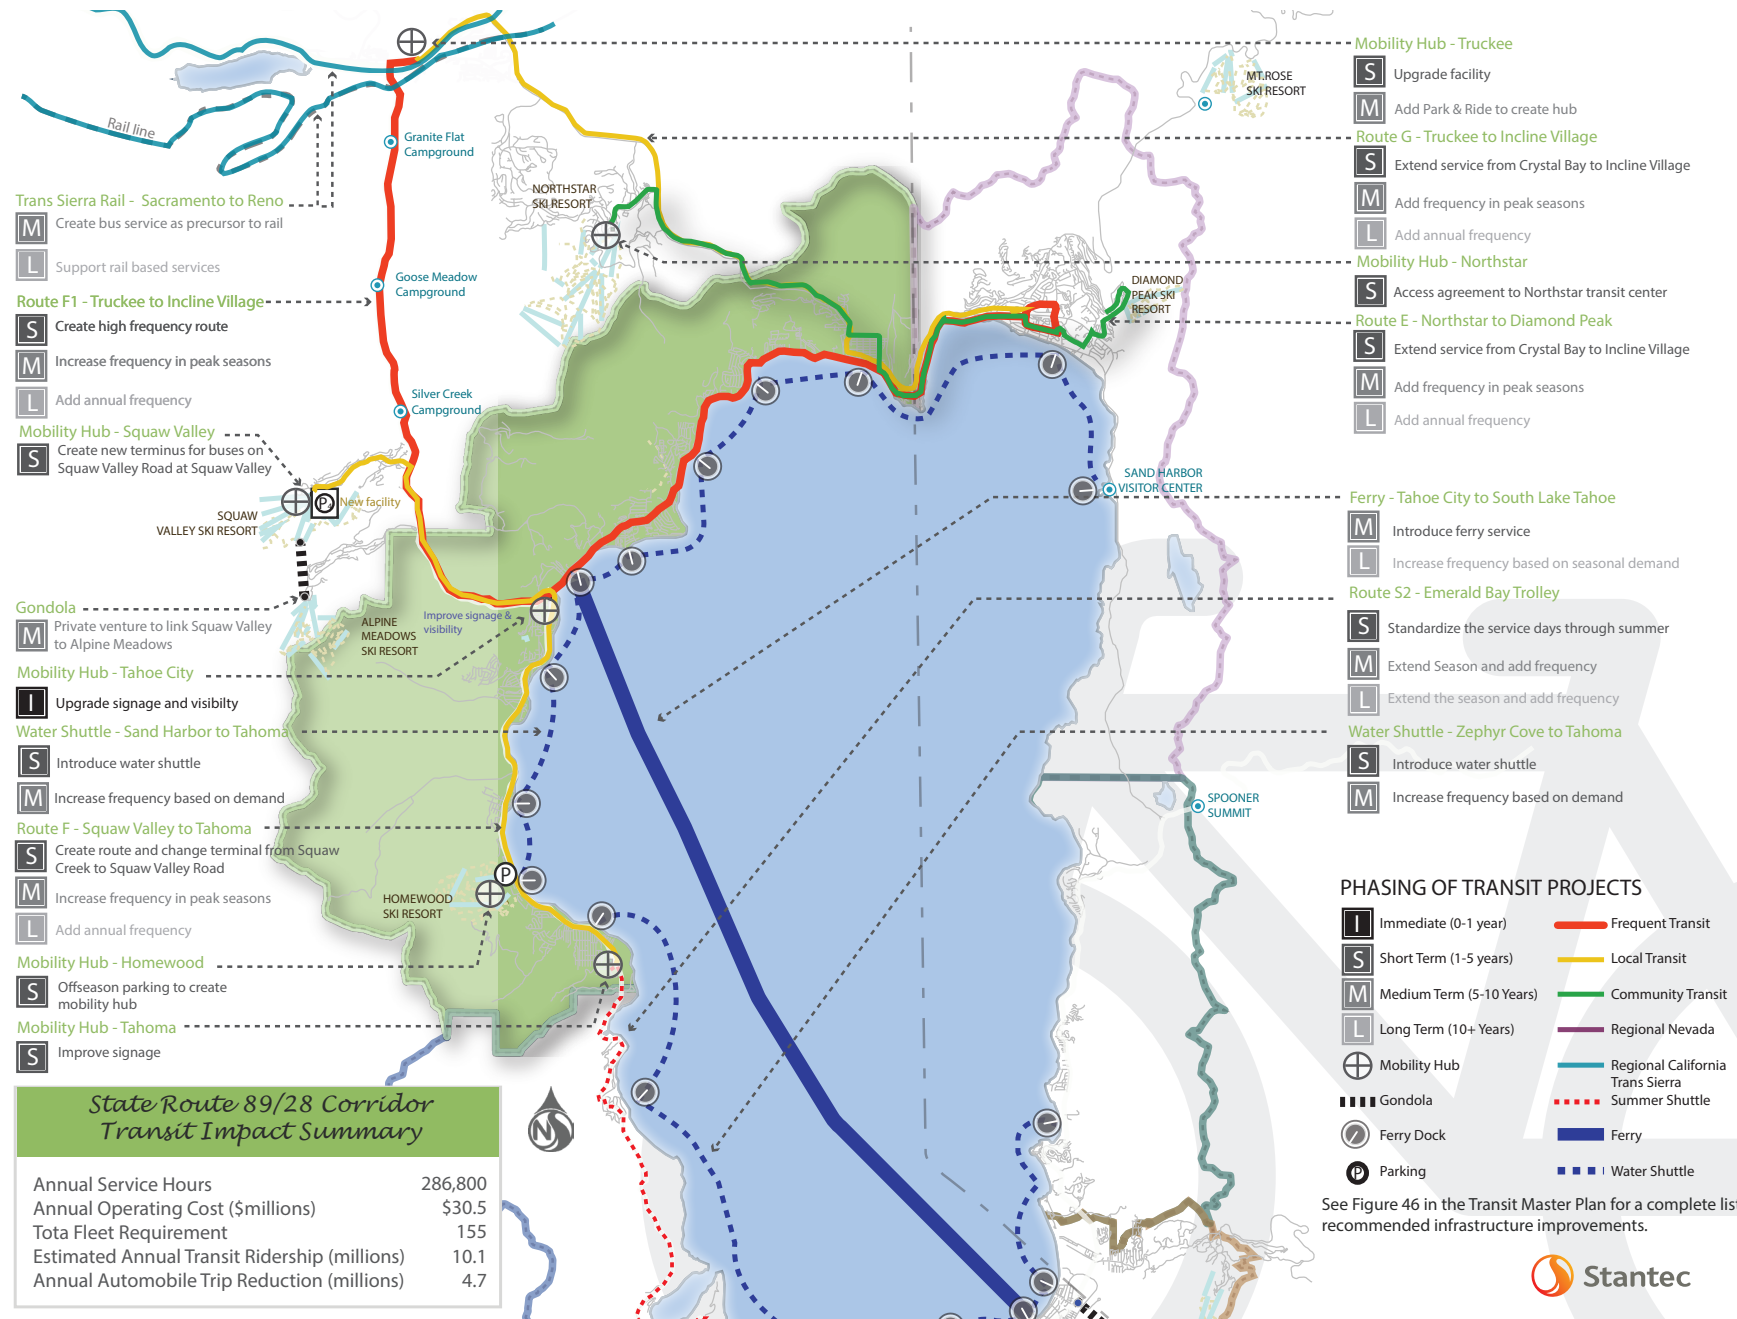 Rail line
Trans Sierra Rail - Sacramento to Reno
M Create bus service as precursor to rail
L Support rail based services
Route F1 - Truckee to Incline Village
S Create high frequency route
M Increase frequency in peak seasons
L Add annual frequency
Mobility Hub - Squaw Valley
S Create new terminus for buses on
Squaw Valley Road at Squaw Valley
Gondola
M Private venture to link Squaw Valley
to Alpine Meadows
Mobility Hub - Tahoe City
I Upgrade signage and visibilty
Water Shuttle - Sand Harbor to Tahoma
S Introduce water shuttle
M Increase frequency based on demand
Route F - Squaw Valley to Tahoma
S Create route and change terminal from Squaw
Creek to Squaw Valley Road
M Increase frequency in peak seasons
L Add annual frequency
Mobility Hub - Homewood
S Offseason parking to create
mobility hub
Mobility Hub - Tahoma
S Improve signage
State Route 89/28 Corridor
Transit Impact Summary
Annual Service Hours 286,800
Annual Operating Cost ($millions) $30.5
Tota Fleet Requirement 155
Estimated Annual Transit Ridership (millions) 10.1
Annual Automobile Trip Reduction (millions) 4.7
Granite Flat
Campground
Goose Meadow
Campground
Silver Creek
Campground
NORTHSTAR
SKI RESORT
P
New facility
SQUAW
VALLEY SKI RESORT
ALPINE
MEADOWS
SKI RESORT
Improve signage &
visibility
P
HOMEWOOD
SKI RESORT
N
MT.ROSE
SKI RESORT
DIAMOND
PEAK SKI
RESORT
SAND HARBOR
VISITOR CENTER
SPOONER
SUMMIT
Mobility Hub - Truckee
S Upgrade facility
M Add Park & Ride to create hub
Route G - Truckee to Incline Village
S Extend service from Crystal Bay to Incline Village
M Add frequency in peak seasons
L Add annual frequency
Mobility Hub - Northstar
S Access agreement to Northstar transit center
Route E - Northstar to Diamond Peak
S Extend service from Crystal Bay to Incline Village
M Add frequency in peak seasons
L Add annual frequency
Ferry - Tahoe City to South Lake Tahoe
M Introduce ferry service
L Increase frequency based on seasonal demand
Route S2 - Emerald Bay Trolley
S Standardize the service days through summer
M Extend Season and add frequency
L Extend the season and add frequency
Water Shuttle - Zephyr Cove to Tahoma
S Introduce water shuttle
M Increase frequency based on demand
PHASING OF TRANSIT PROJECTS
I Immediate (0-1 year)
S Short Term (1-5 years)
M Medium Term (5-10 Years)
L Long Term (10+ Years)
Mobility Hub
Gondola
Ferry Dock
P Parking
Frequent Transit
Local Transit
Community Transit
Regional Nevada
Regional California
Trans Sierra
Summer Shuttle
Ferry
Water Shuttle
See Figure 46 in the Transit Master Plan for a complete list
recommended infrastructure improvements.
Stantec